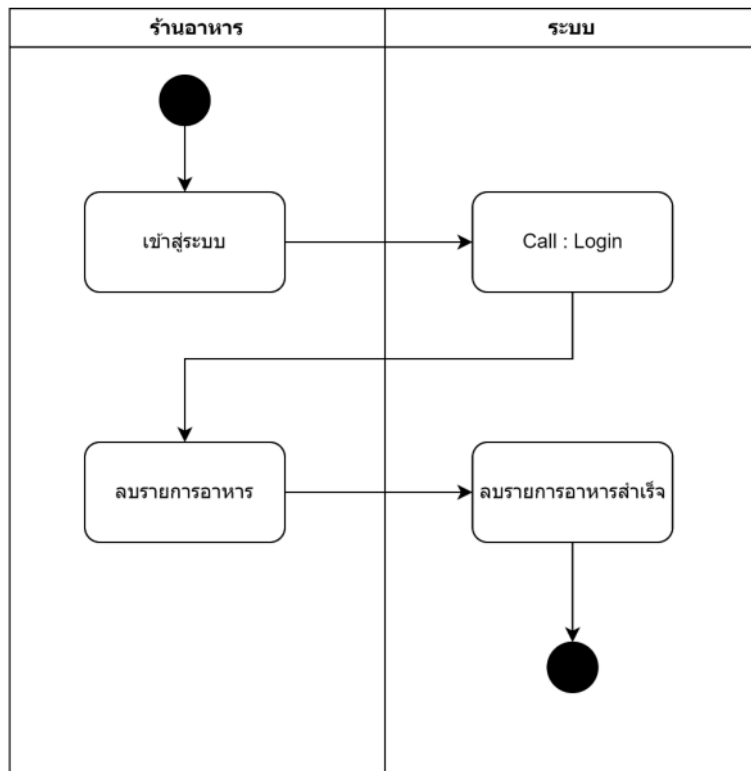 ร้านอาหาร
ระบบ
เข้าสู่ระบบ
Call : Login
ลบรายการอาหาร
ลบรายการอาหารสำเร็จ